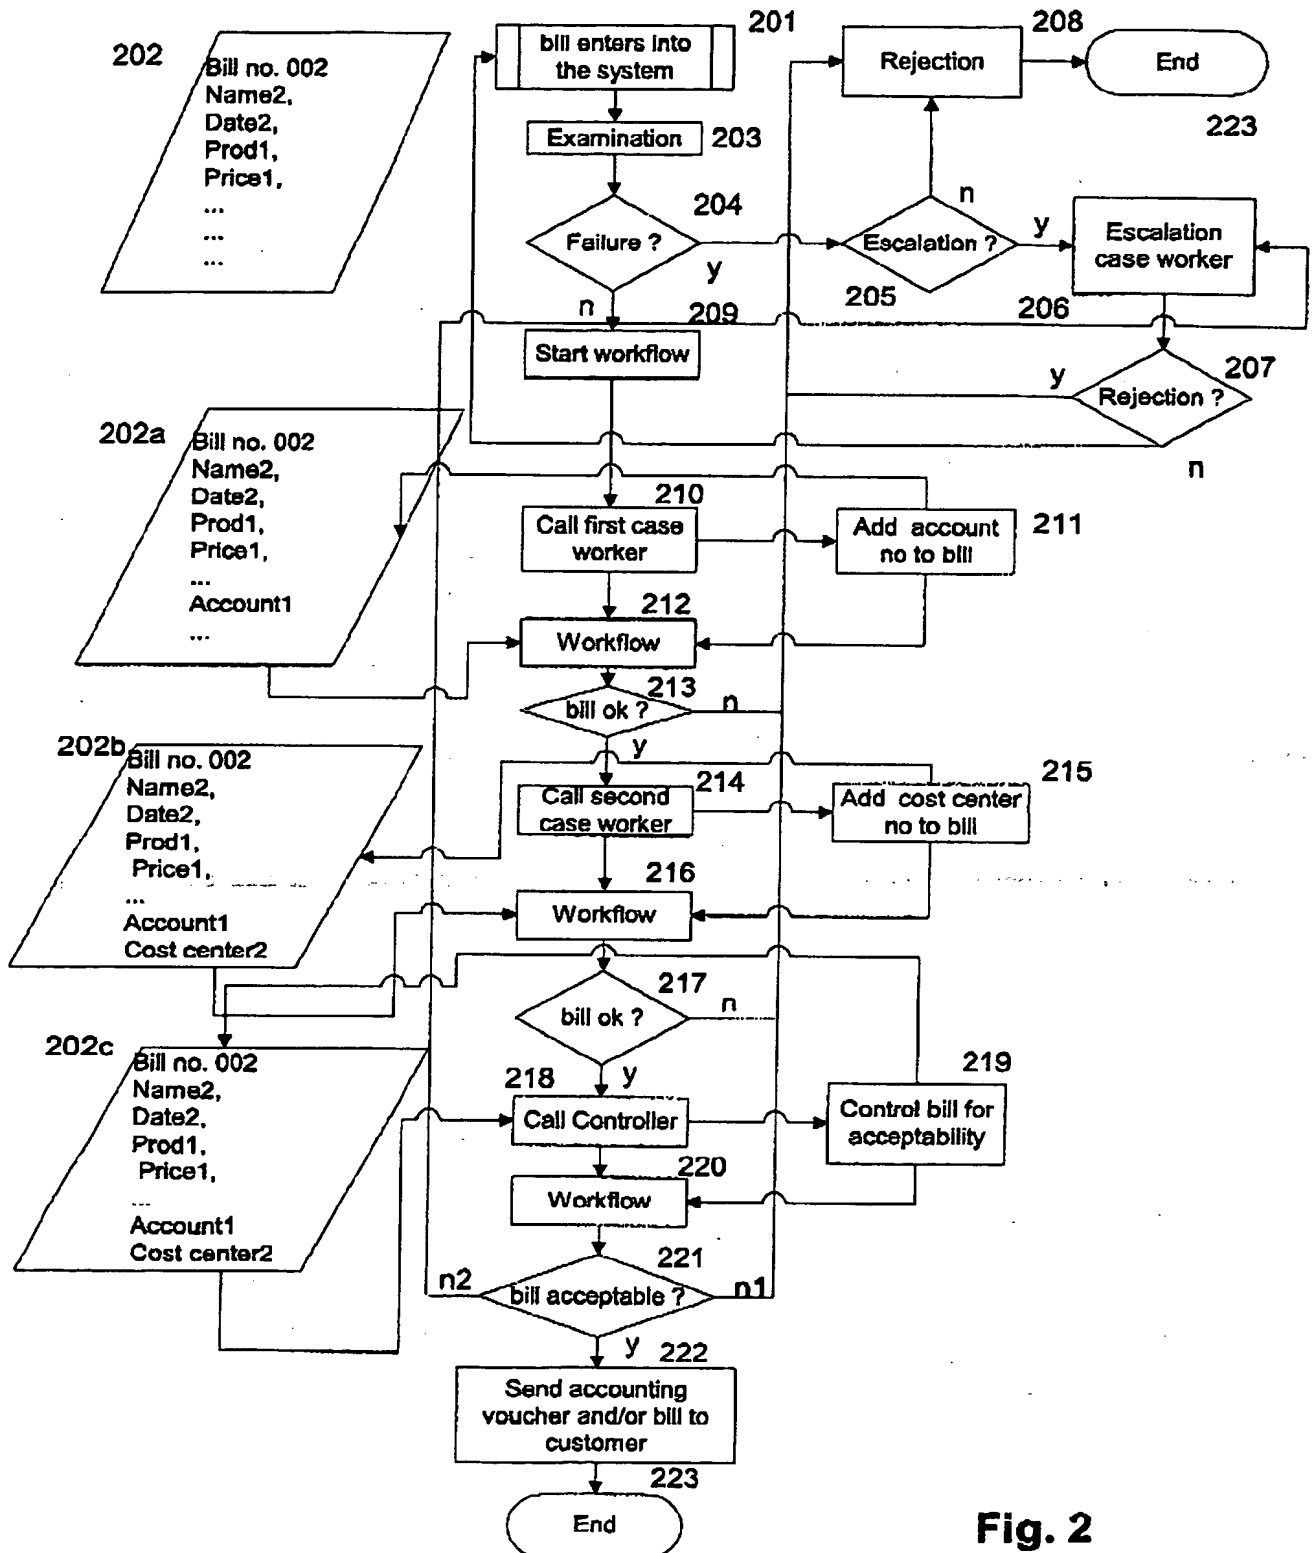 202
Bill no. 002
Name2,
Date2,
Prod1,
Price1,
...
...
...
201
bill enters into
the system
Examination
203
Failure ?
204
y
n
208
Rejection
End
223
n
Escalation ?
205
y
Escalation
case worker
206
Rejection ?
207
y
n
209
Start workflow
202a
Bill no. 002
Name2,
Date2,
Prod1,
Price1,
...
Account1
...
210
Call first case
worker
211
Add account
no to bill
212
Workflow
213
bill ok ?
n
y
202b
Bill no. 002
Name2,
Date2,
Prod1,
Price1,
...
Account1
Cost center2
214
Call second
case worker
215
Add cost center
no to bill
216
Workflow
217
bill ok ?
n
y
202c
Bill no. 002
Name2,
Date2,
Prod1,
Price1,
...
Account1
Cost center2
218
Call Controller
219
Control bill for
acceptability
220
Workflow
221
n2
bill acceptable ?
n1
y
222
Send accounting
voucher and/or bill to
customer
223
End
Fig. 2